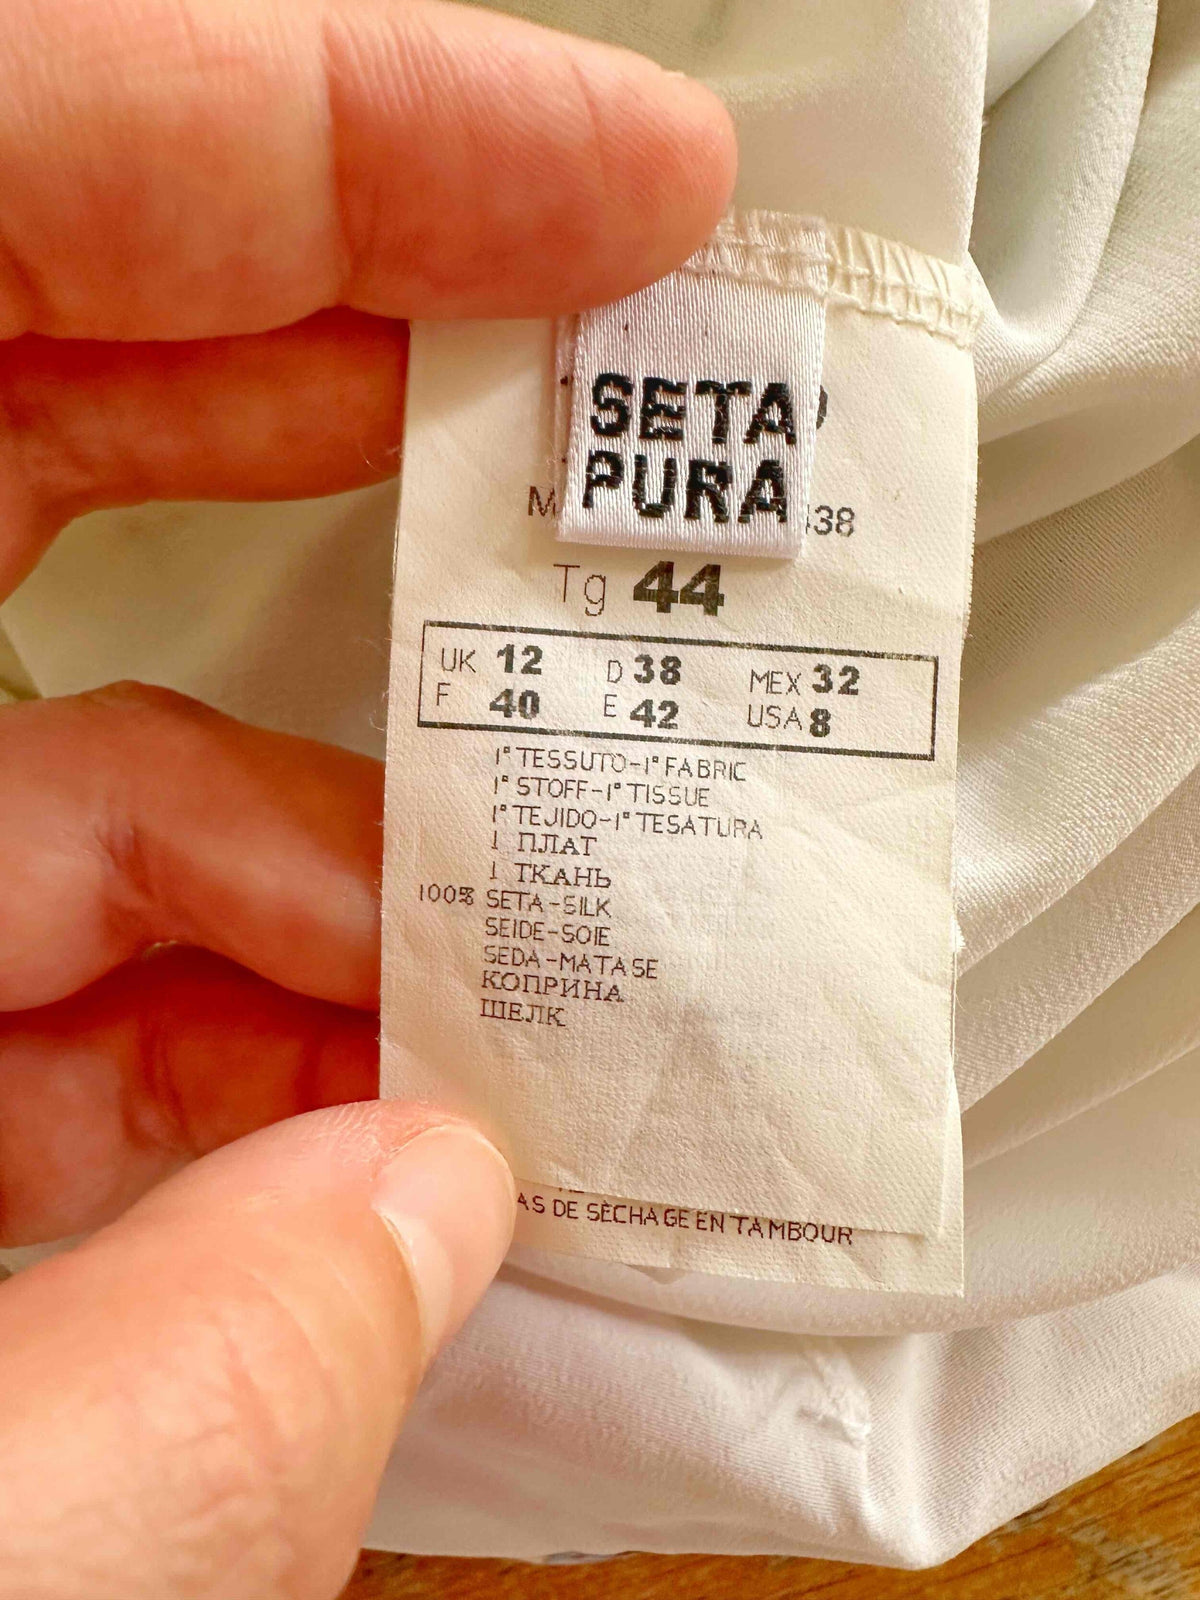 SETA
PURA
38
Tg 44
UK 12 D 38 MEX 32
F 40 E 42 USA 8
1° TESSUTO-1° FABRIC
1° STOFF-1° TISSUE
1° TEJIDO-1° TESATURA
1 ПЛАТ
1 ТКАНЬ
100% SETA-SILK
SEIDE-SOIE
SEDA-MATASE
КОПРИНА
ШЕЛК
AS DE SÈCHAGE EN TAMBOUR